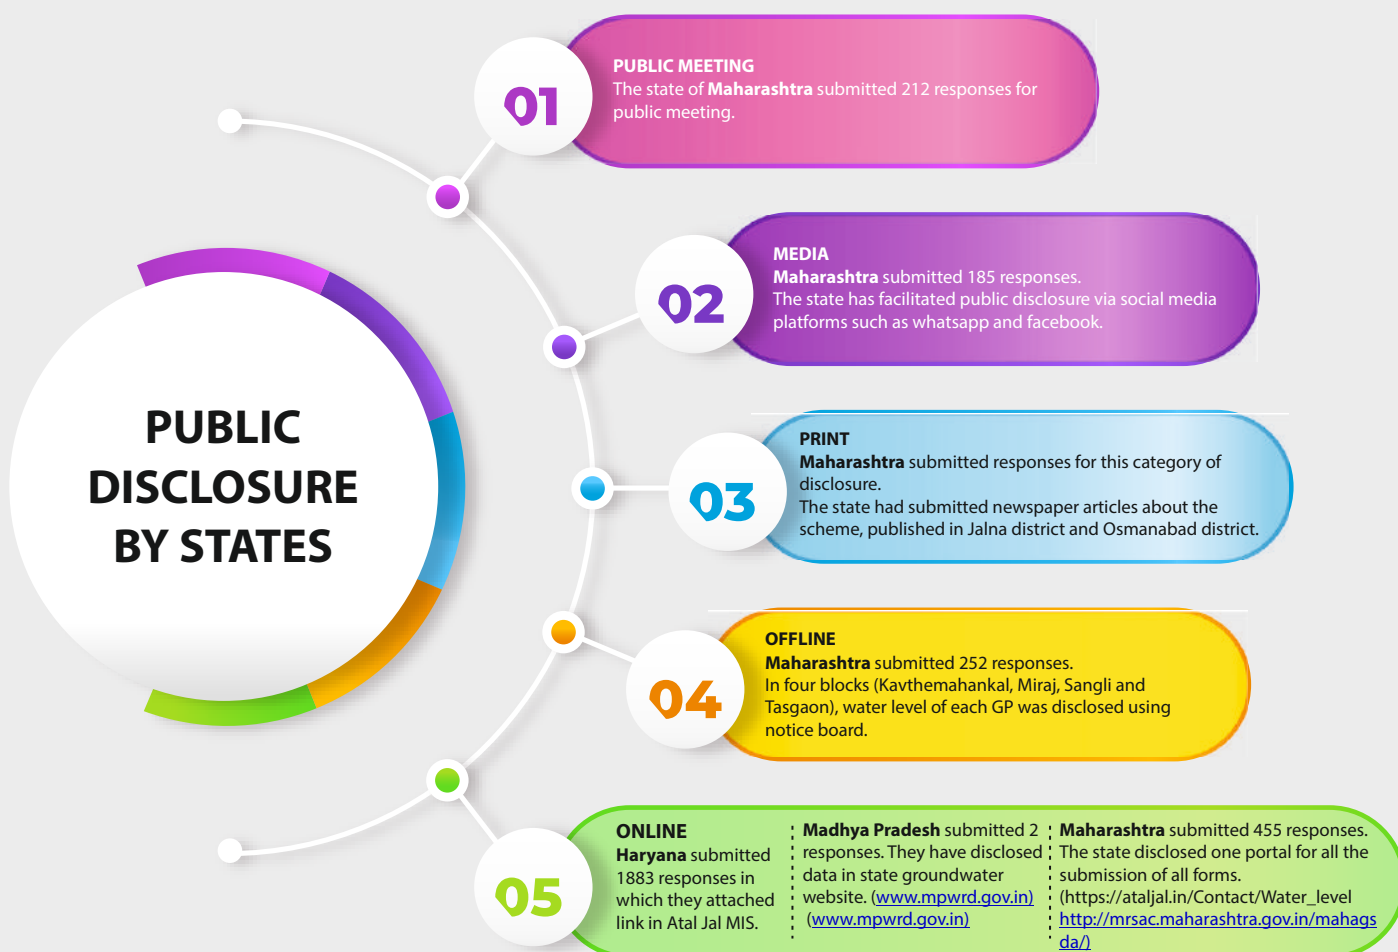 PUBLIC
DISCLOSURE
BY STATES
01
PUBLIC MEETING
The state of Maharashtra submitted 212 responses for
public meeting.
02
MEDIA
Maharashtra submitted 185 responses.
The state has facilitated public disclosure via social media
platforms such as whatsapp and facebook.
03
PRINT
Maharashtra submitted responses for this category of
disclosure.
The state had submitted newspaper articles about the
scheme, published in Jalna district and Osmanabad district.
04
OFFLINE
Maharashtra submitted 252 responses.
In four blocks (Kavthemahankal, Miraj, Sangli and
Tasgaon), water level of each GP was disclosed using
notice board.
05
ONLINE
Haryana submitted
1883 responses in
which they attached
link in Atal Jal MIS.
Madhya Pradesh submitted 2
responses. They have disclosed
data in state groundwater
website. (www.mpwrd.gov.in)
(www.mpwrd.gov.in)
Maharashtra submitted 455 responses.
The state disclosed one portal for all the
submission of all forms.
(https://ataljal.in/Contact/Water_level
http://mrsac.maharashtra.gov.in/mahags
da/)